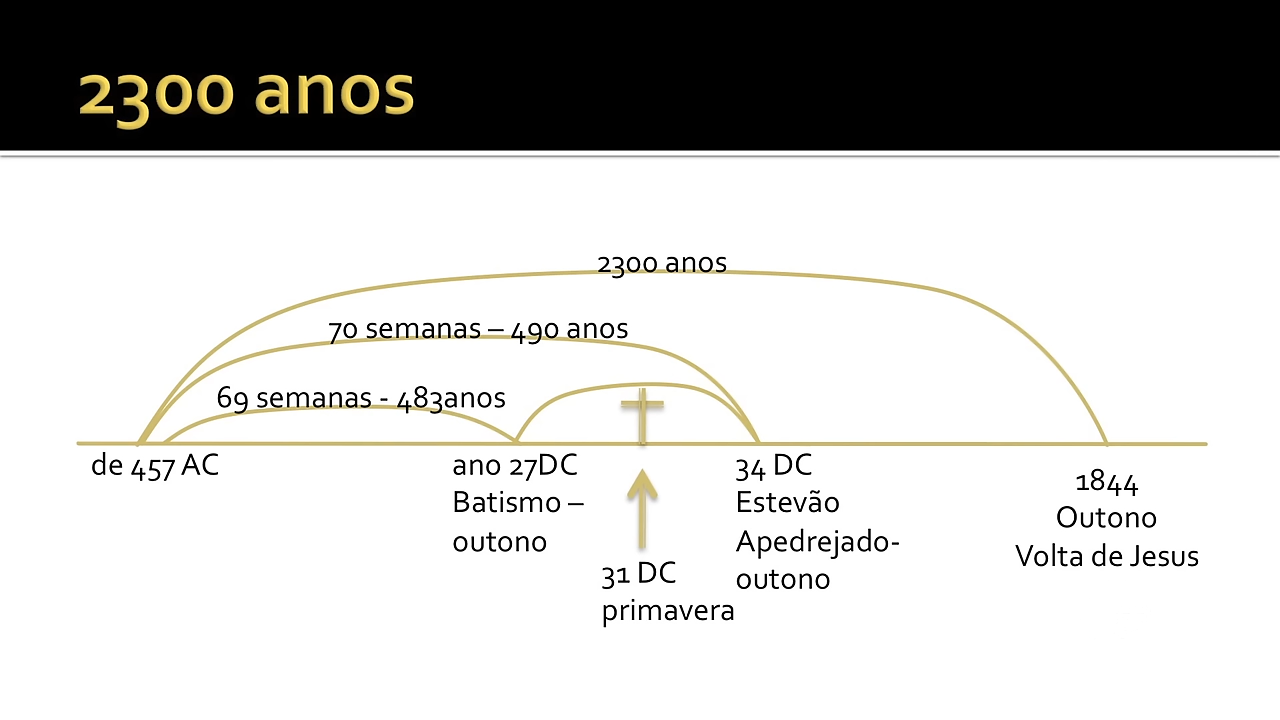 2300 anos
2300 anos
70 semanas – 490 anos
69 semanas - 483anos
de 457 AC
ano 27DC
Batismo –
outono
31 DC
primavera
34 DC
Estevão
Apedrejado-
outono
1844
Outono
Volta de Jesus